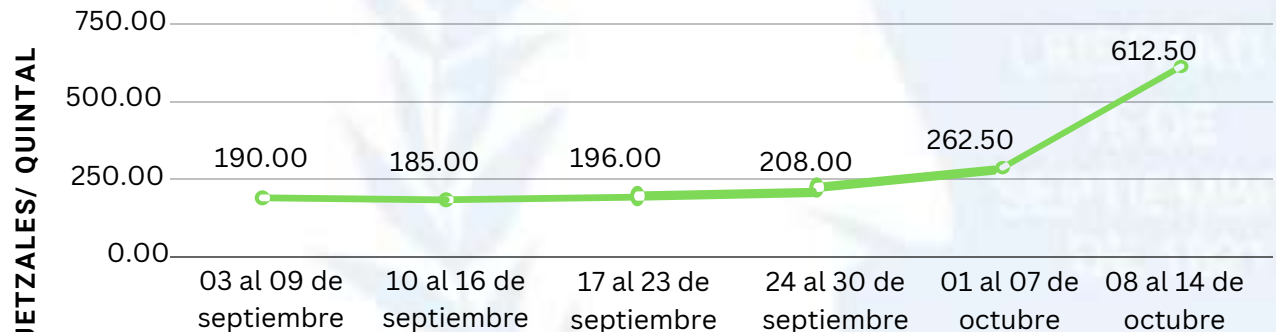 750.00
500.00
250.00
0.00
190.00
185.00
196.00
208.00
262.50
612.50
03 al 09 de
septiembre
10 al 16 de
septiembre
17 al 23 de
septiembre
24 al 30 de
septiembre
01 al 07 de
octubre
08 al 14 de
octubre
UETZALES/ QUINTAL